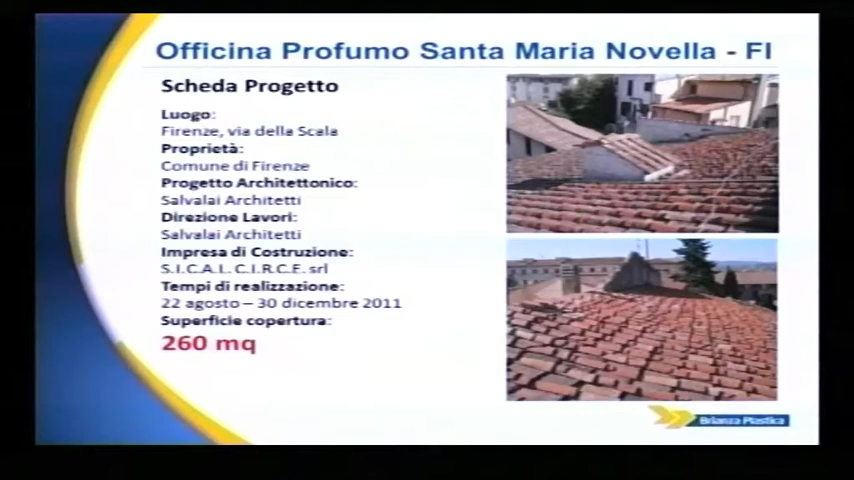 Officina Profumo Santa Maria Novella - FI
Scheda Progetto
Luogo:
Firenze, via della Scala
Proprietà:
Comune di Firenze
Progetto Architettonico:
Salvalai Architetti
Direzione Lavori:
Salvalai Architetti
Impresa di Costruzione:
S.I.C.A.L. C.I.R.C.E. srl
Tempi di realizzazione:
22 agosto – 30 dicembre 2011
Superficie copertura:
260 mq
Brianza Plastica